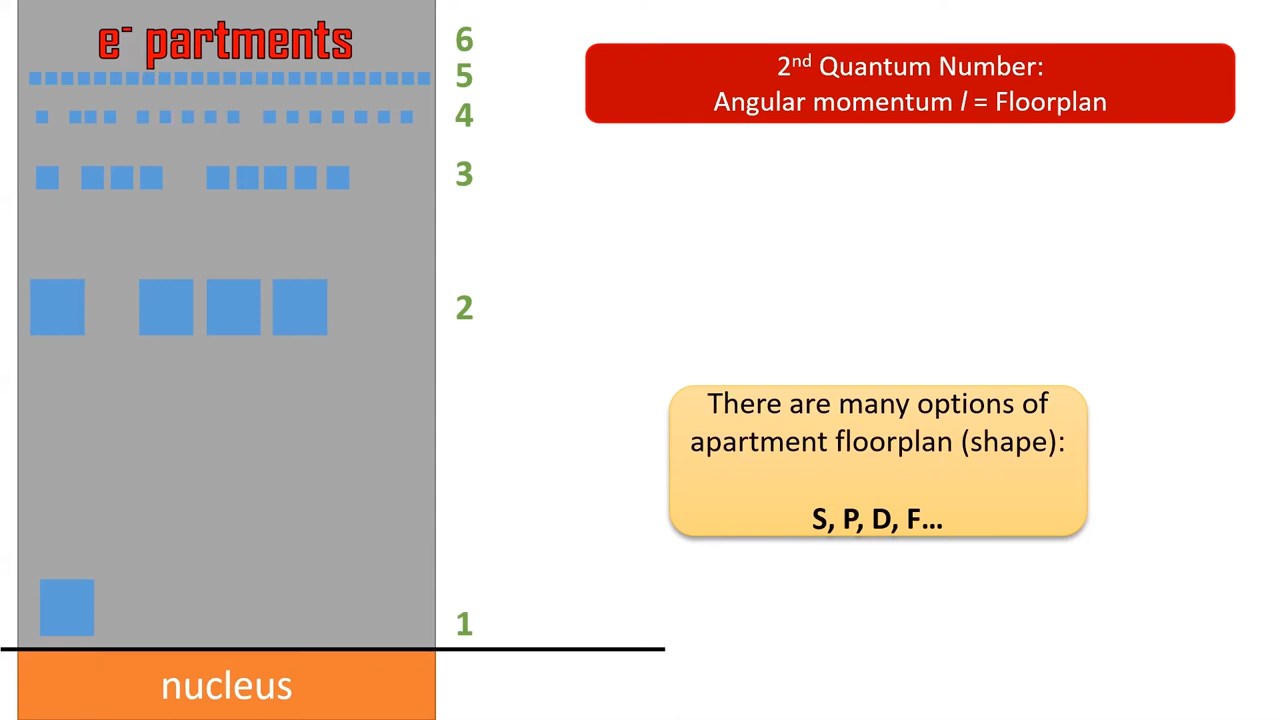 e⁻ partments
6
5
4
3
2
1
nucleus
2ⁿᵈ Quantum Number:
Angular momentum l = Floorplan
There are many options of
apartment floorplan (shape):
S, P, D, F…